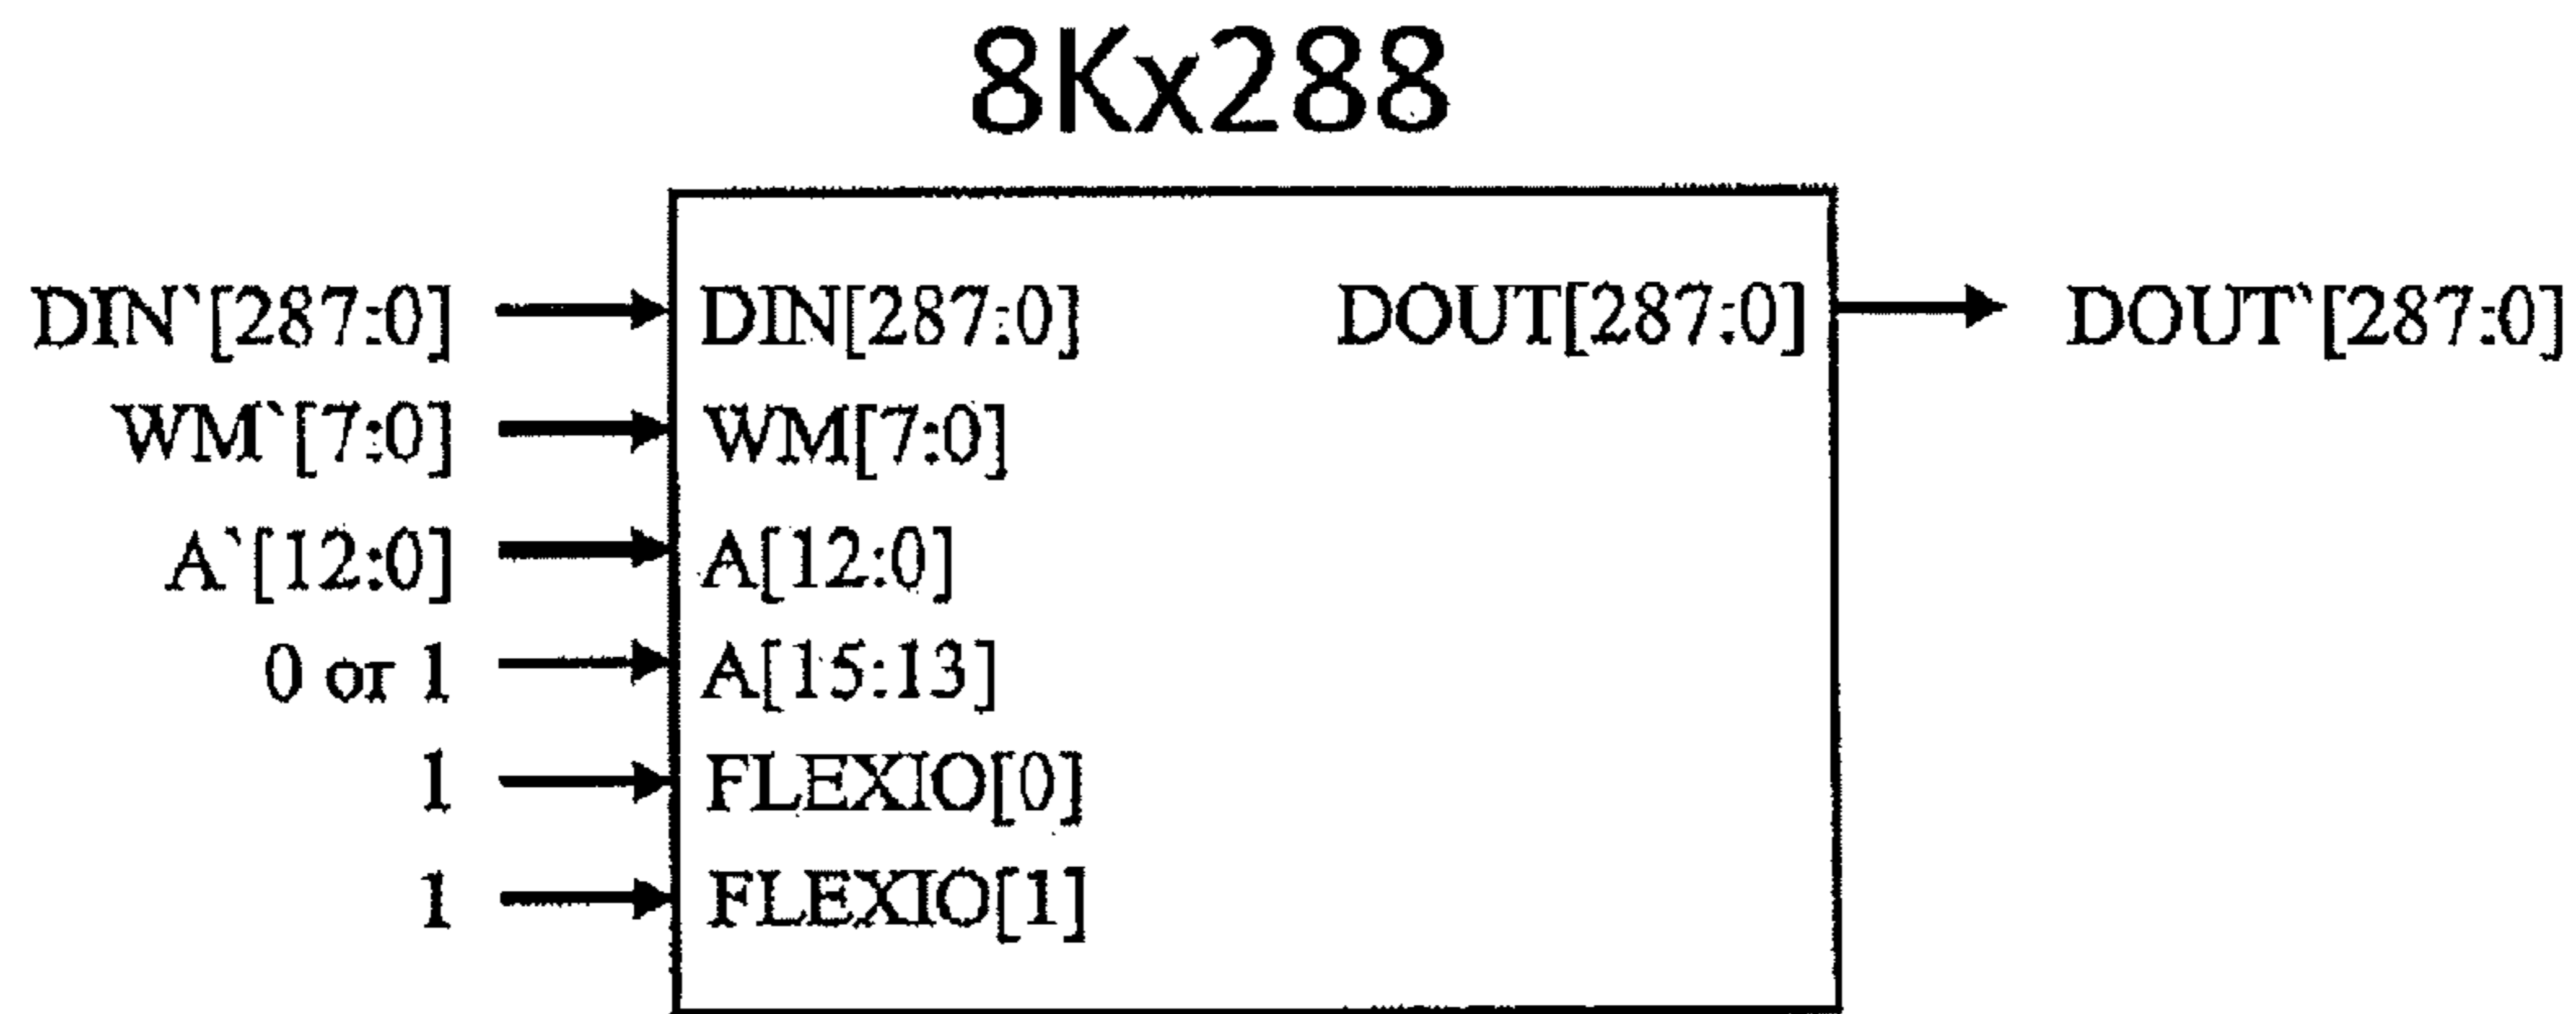 8Kx288
DIN`[287:0] DIN[287:0] DOUT[287:0] DOUT`[287:0]
WM`[7:0] WM[7:0]
A`[12:0] A[12:0]
0 or 1 A[15:13]
1 FLEXIO[0]
1 FLEXIO[1]